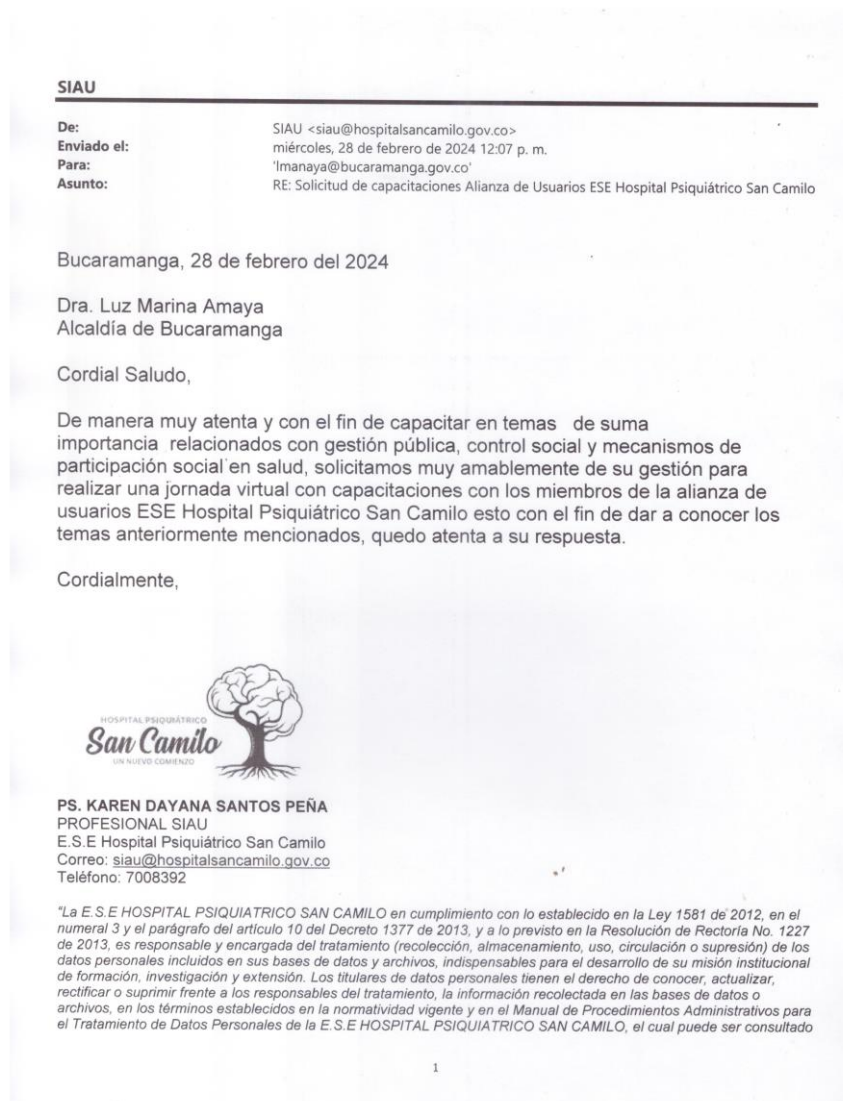 SIAU
De: SIAU <siau@hospitalsancamilo.gov.co>
Enviado el: miércoles, 28 de febrero de 2024 12:07 p. m.
Para: 'lmanaya@bucaramanga.gov.co'
Asunto: RE: Solicitud de capacitaciones Alianza de Usuarios ESE Hospital Psiquiátrico San Camilo
Bucaramanga, 28 de febrero del 2024
Dra. Luz Marina Amaya
Alcaldía de Bucaramanga
Cordial Saludo,
De manera muy atenta y con el fin de capacitar en temas de suma
importancia relacionados con gestión pública, control social y mecanismos de
participación social en salud, solicitamos muy amablemente de su gestión para
realizar una jornada virtual con capacitaciones con los miembros de la alianza de
usuarios ESE Hospital Psiquiátrico San Camilo esto con el fin de dar a conocer los
temas anteriormente mencionados, quedo atenta a su respuesta.
Cordialmente,
HOSPITAL PSIQUIÁTRICO
San Camilo
UN NUEVO COMIENZO
PS. KAREN DAYANA SANTOS PEÑA
PROFESIONAL SIAU
E.S.E Hospital Psiquiátrico San Camilo
Correo: siau@hospitalsancamilo.gov.co
Teléfono: 7008392
"La E.S.E HOSPITAL PSIQUIATRICO SAN CAMILO en cumplimiento con lo establecido en la Ley 1581 de 2012, en el
numeral 3 y el parágrafo del artículo 10 del Decreto 1377 de 2013, y a lo previsto en la Resolución de Rectoría No. 1227
de 2013, es responsable y encargada del tratamiento (recolección, almacenamiento, uso, circulación o supresión) de los
datos personales incluidos en sus bases de datos y archivos, indispensables para el desarrollo de su misión institucional
de formación, investigación y extensión. Los titulares de datos personales tienen el derecho de conocer, actualizar,
rectificar o suprimir frente a los responsables del tratamiento, la información recolectada en las bases de datos o
archivos, en los términos establecidos en la normatividad vigente y en el Manual de Procedimientos Administrativos para
el Tratamiento de Datos Personales de la E.S.E HOSPITAL PSIQUIATRICO SAN CAMILO, el cual puede ser consultado
1